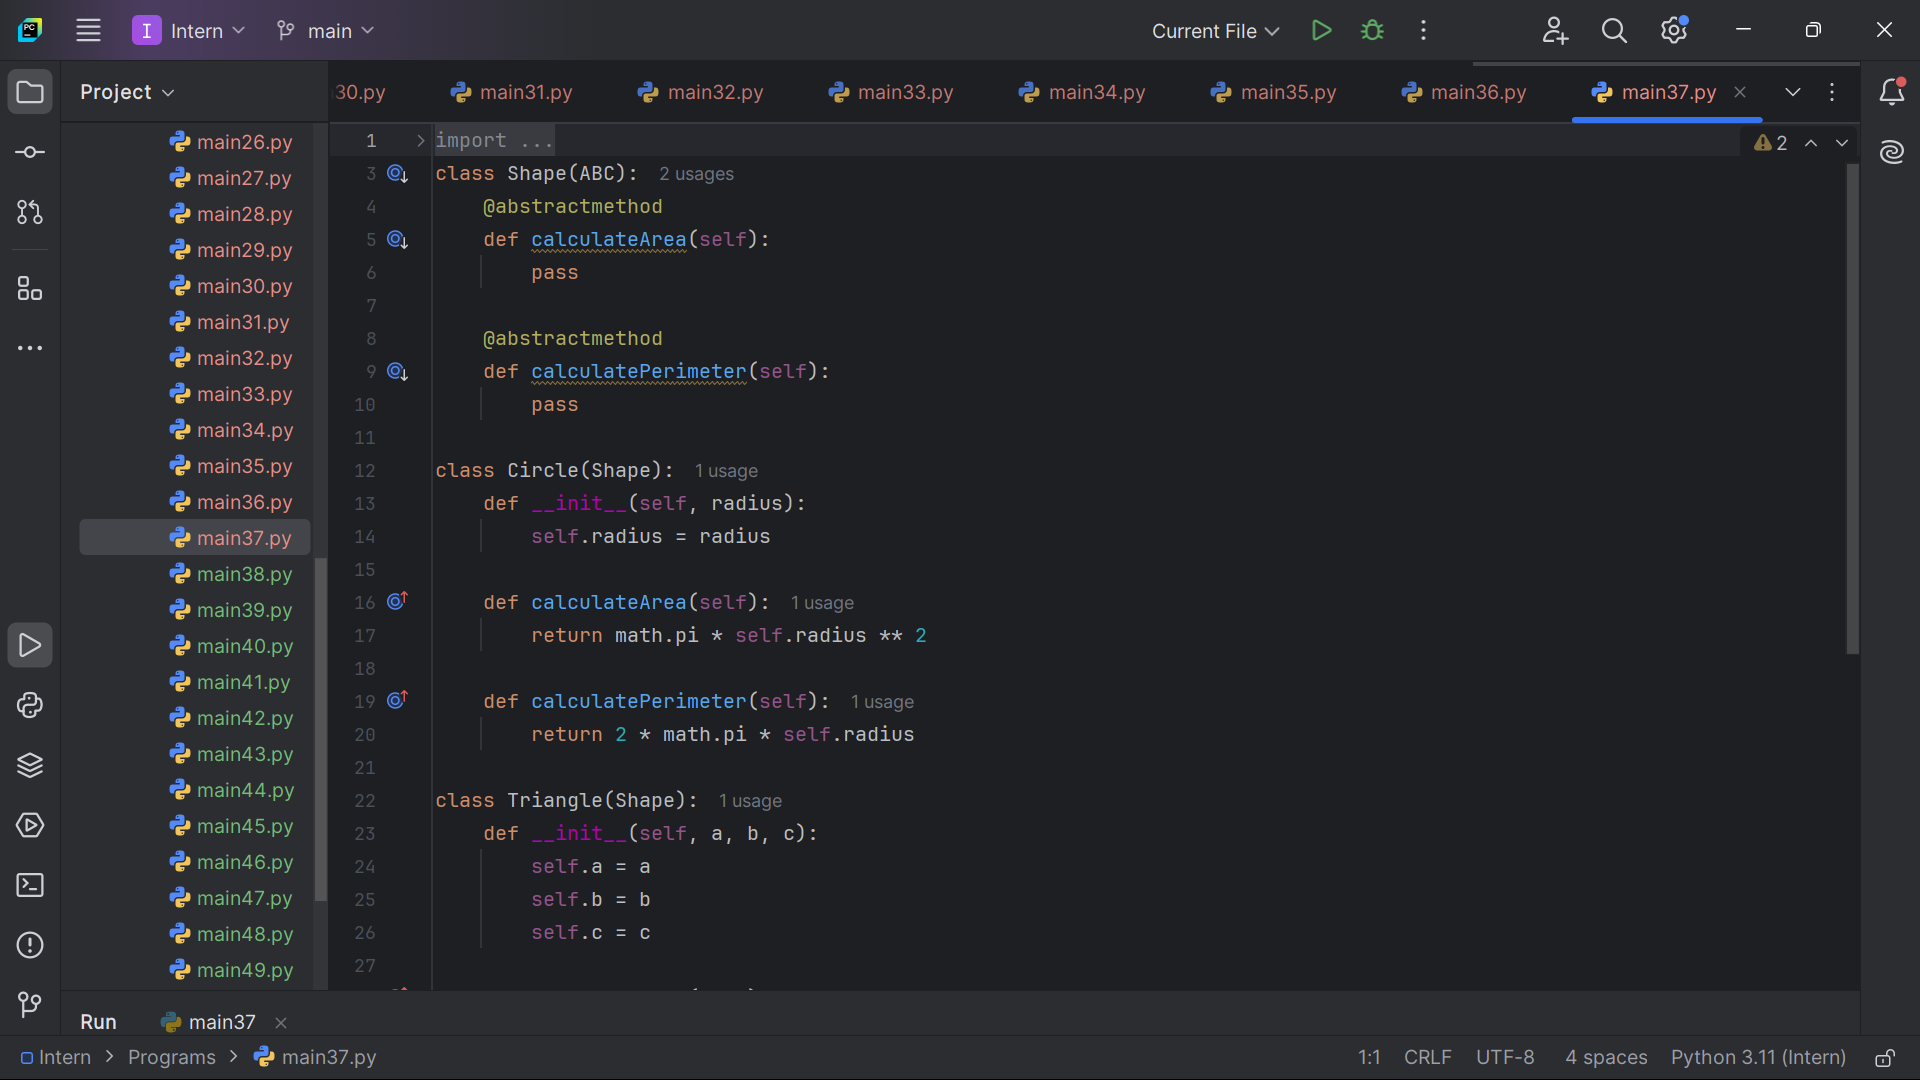 PC
I Intern main Current File
Project
30.py main31.py main32.py main33.py main34.py main35.py main36.py main37.py
main26.py
main27.py
main28.py
main29.py
main30.py
main31.py
main32.py
main33.py
main34.py
main35.py
main36.py
main37.py
main38.py
main39.py
main40.py
main41.py
main42.py
main43.py
main44.py
main45.py
main46.py
main47.py
main48.py
main49.py
1 import ...
2
3 class Shape(ABC): 2 usages
4 @abstractmethod
5 def calculateArea(self):
6 pass
7
8 @abstractmethod
9 def calculatePerimeter(self):
10 pass
11
12 class Circle(Shape): 1 usage
13 def __init__(self, radius):
14 self.radius = radius
15
16 def calculateArea(self): 1 usage
17 return math.pi * self.radius ** 2
18
19 def calculatePerimeter(self): 1 usage
20 return 2 * math.pi * self.radius
21
22 class Triangle(Shape): 1 usage
23 def __init__(self, a, b, c):
24 self.a = a
25 self.b = b
26 self.c = c
27
Run main37
Intern > Programs > main37.py 1:1 CRLF UTF-8 4 spaces Python 3.11 (Intern)